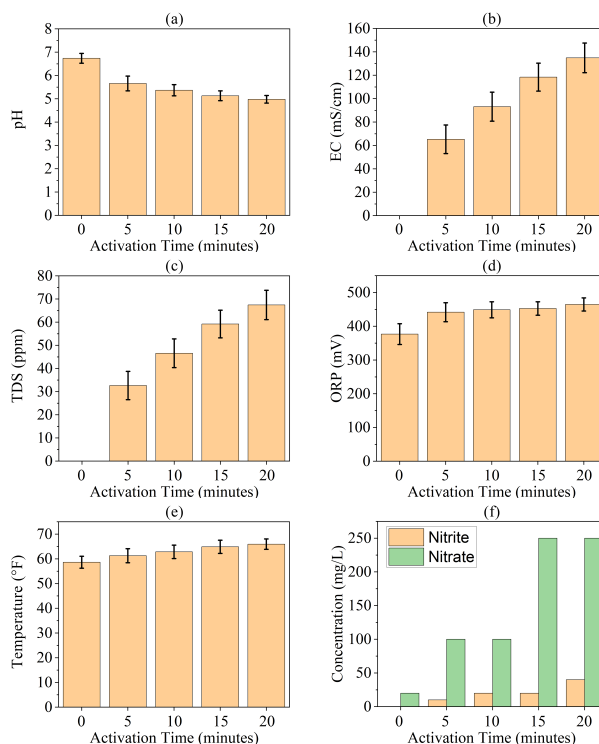 (a)
7
6
5
4
3
2
1
0
pH
0 5 10 15 20
Activation Time (minutes)
(b)
160
140
120
100
80
60
40
20
0
EC (mS/cm)
0 5 10 15 20
Activation Time (minutes)
(c)
80
70
60
50
40
30
20
10
0
TDS (ppm)
0 5 10 15 20
Activation Time (minutes)
(d)
500
400
300
200
100
0
ORP (mV)
0 5 10 15 20
Activation Time (minutes)
(e)
70
60
50
40
30
20
10
0
Temperature (°F)
0 5 10 15 20
Activation Time (minutes)
(f)
Nitrite
Nitrate
250
200
150
100
50
0
Concentration (mg/L)
0 5 10 15 20
Activation Time (minutes)